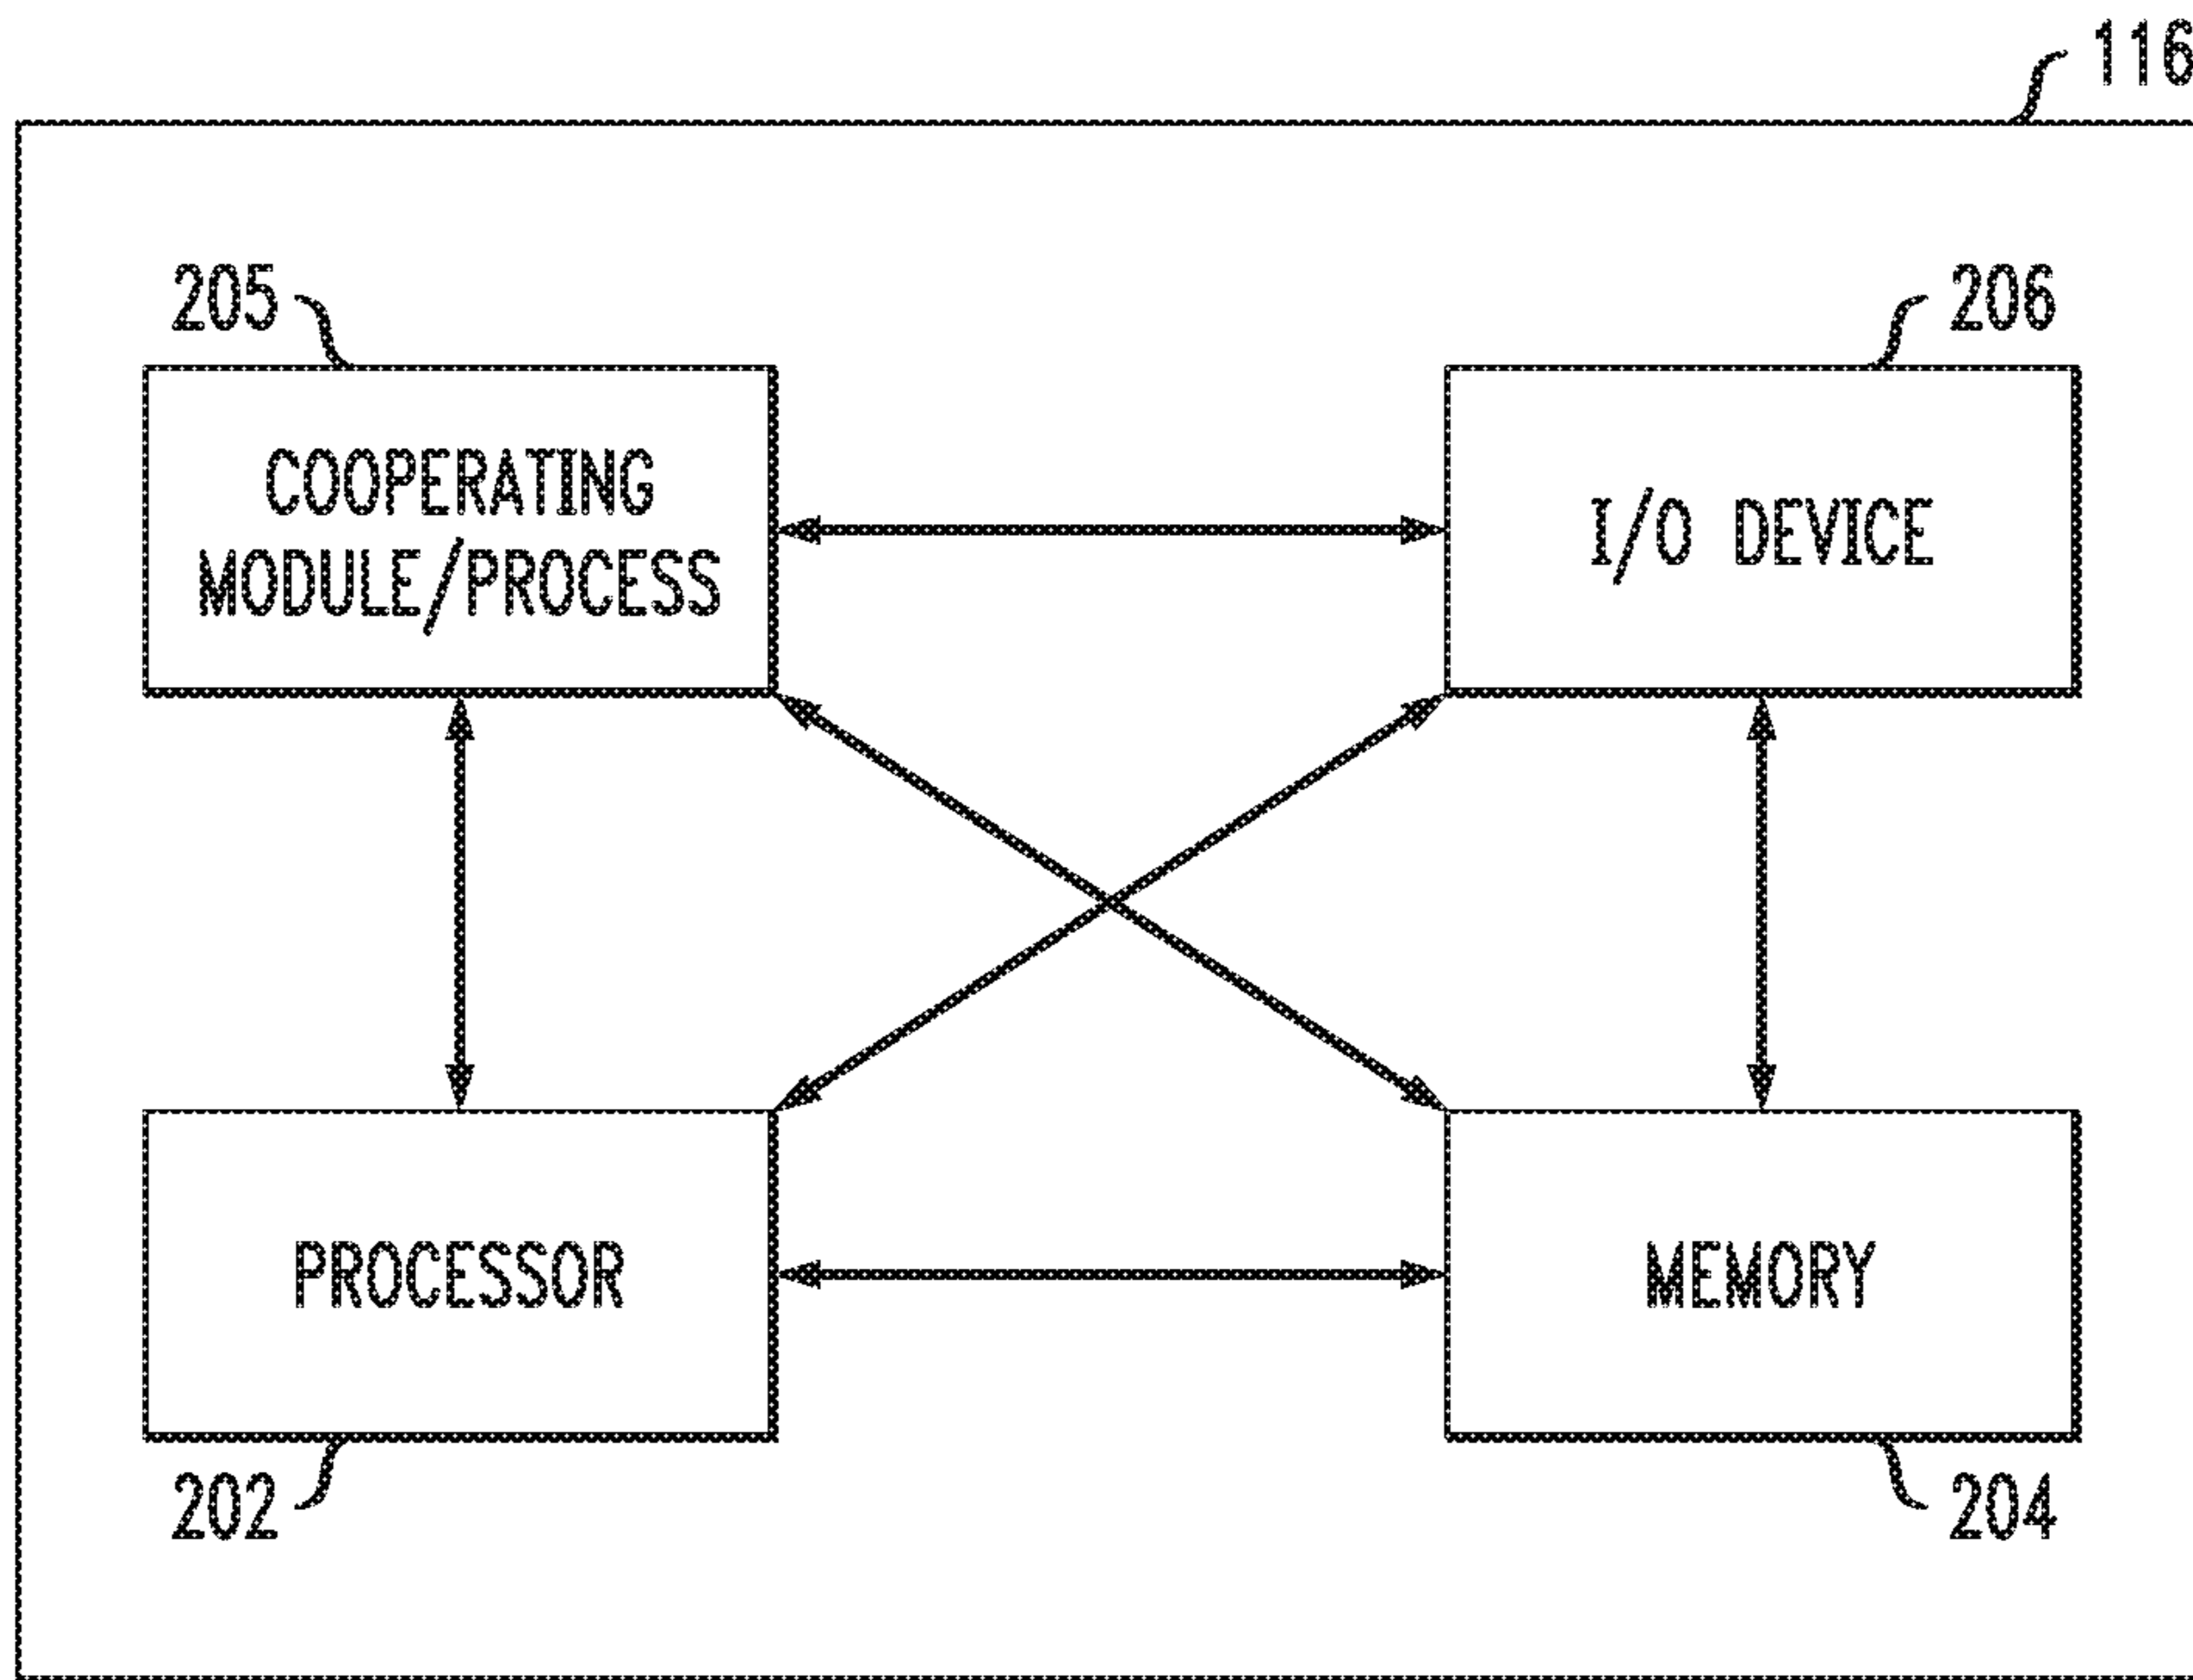 116
205
206
COOPERATING
MODULE/PROCESS
I/O DEVICE
PROCESSOR
MEMORY
202
204